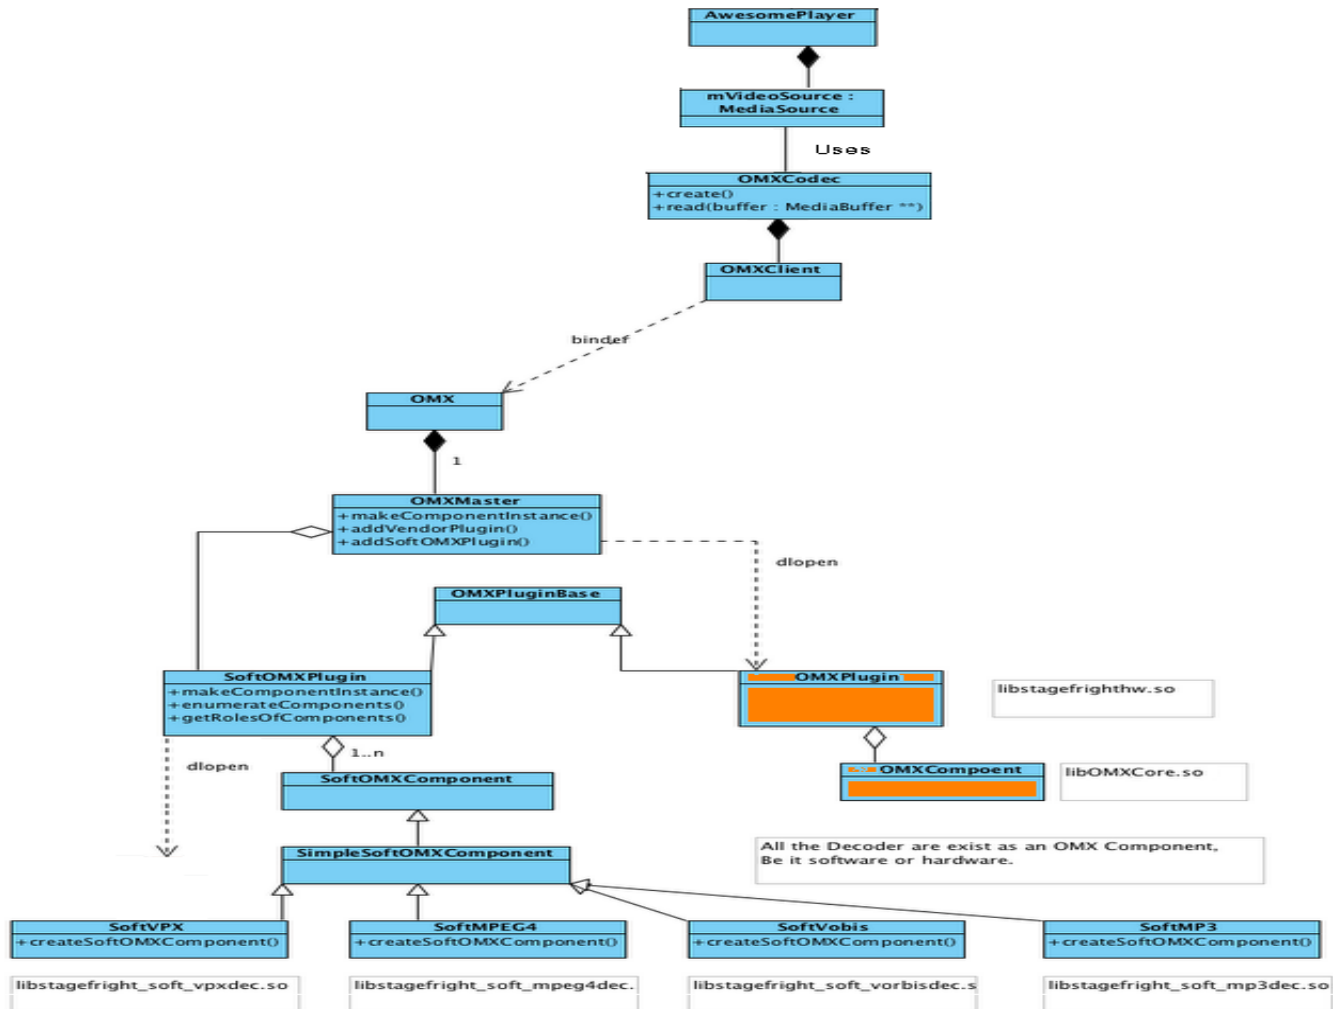 AwesomePlayer
mVideoSource :
MediaSource
Uses
OMXCodec
+create()
+read(buffer : MediaBuffer **)
OMXClient
binder
OMX
1
OMXMaster
+makeComponentInstance()
+addVendorPlugin()
+addSoftOMXPlugin()
dlopen
OMXPluginBase
SoftOMXPlugin
+makeComponentInstance()
+enumerateComponents()
+getRolesOfComponents()
OMXPlugin
libstagefrighthw.so
dlopen
1..n
SoftOMXComponent
OMXCompoent
libOMXCore.so
All the Decoder are exist as an OMX Component,
Be it software or hardware.
SimpleSoftOMXComponent
SoftVPX
+createSoftOMXComponent()
SoftMPEG4
+createSoftOMXComponent()
SoftVobis
+createSoftOMXComponent()
SoftMP3
+createSoftOMXComponent()
libstagefright_soft_vpxdec.so
libstagefright_soft_mpeg4dec.
libstagefright_soft_vorbisdec.s
libstagefright_soft_mp3dec.so